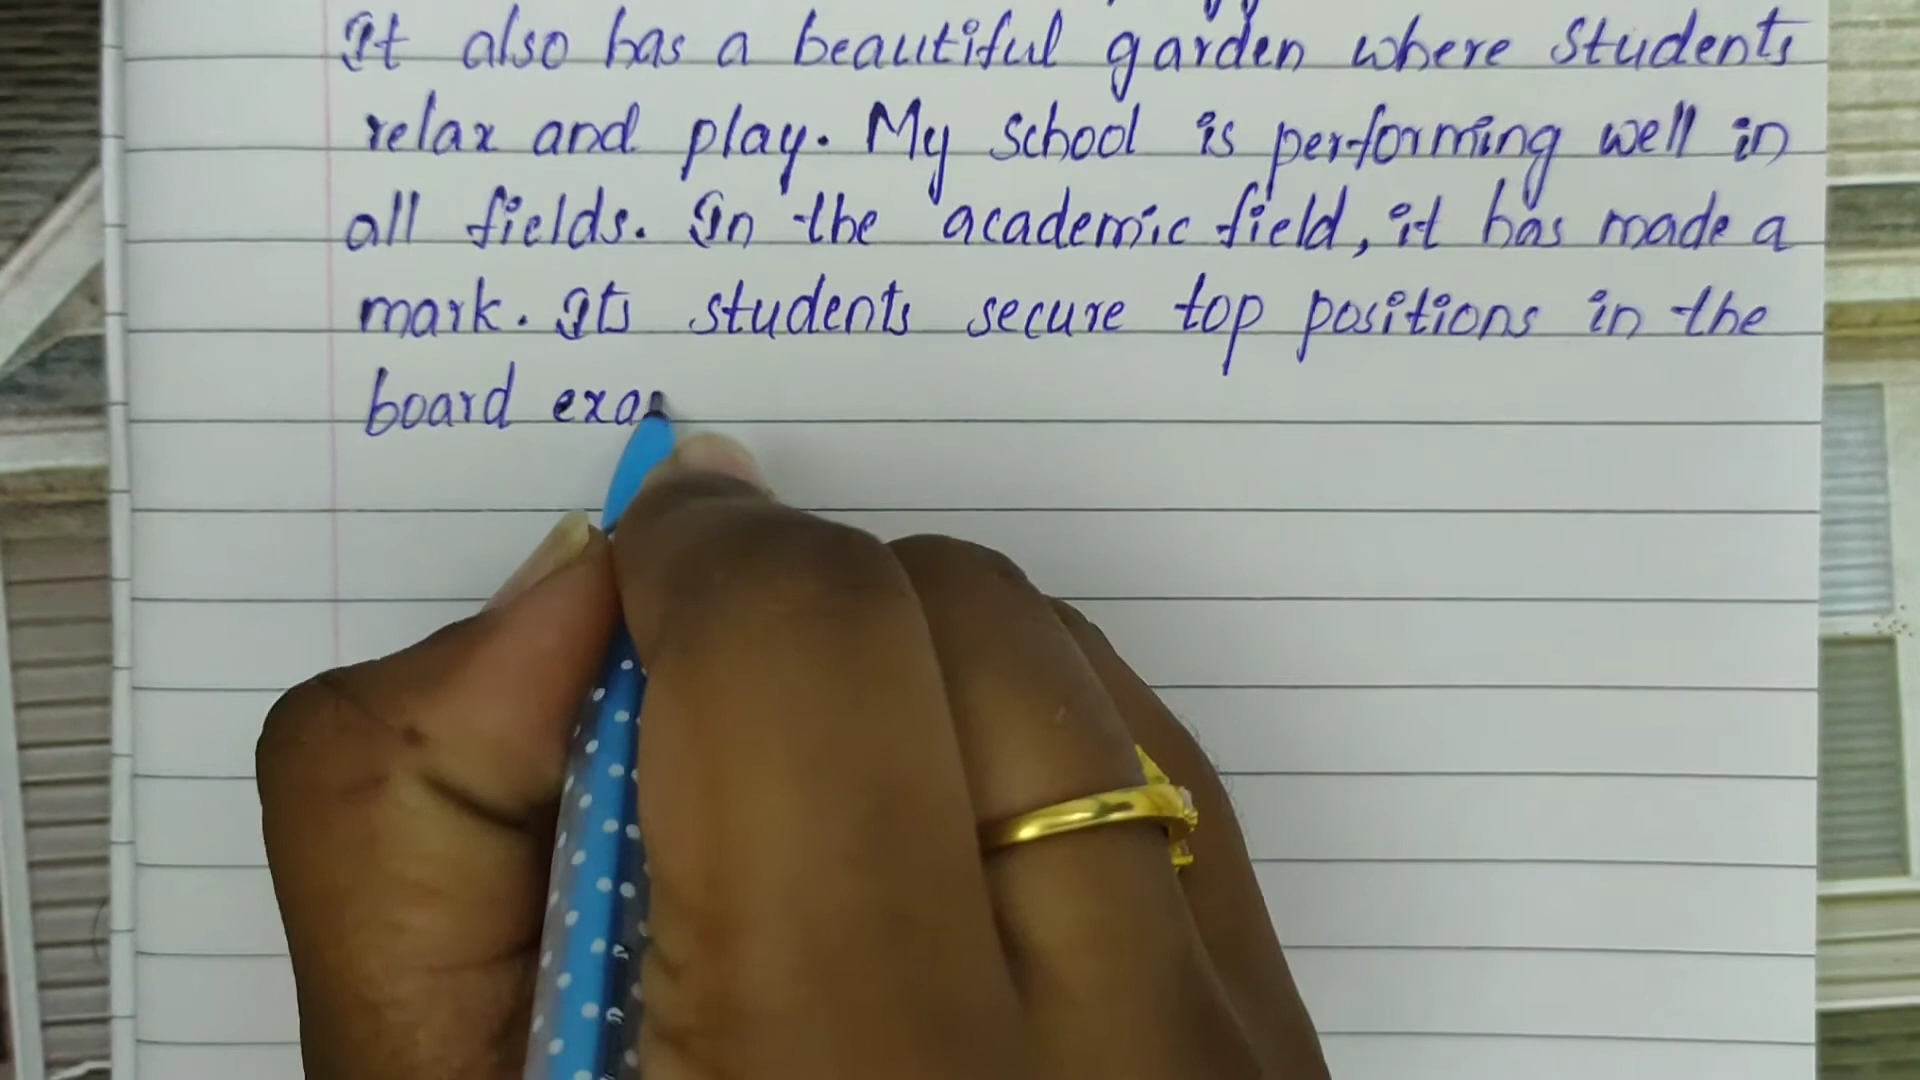 It also has a beautiful garden where students
relax and play. My school is performing well in
all fields. In the academic field, it has made a
mark. Its students secure top positions in the
board exa